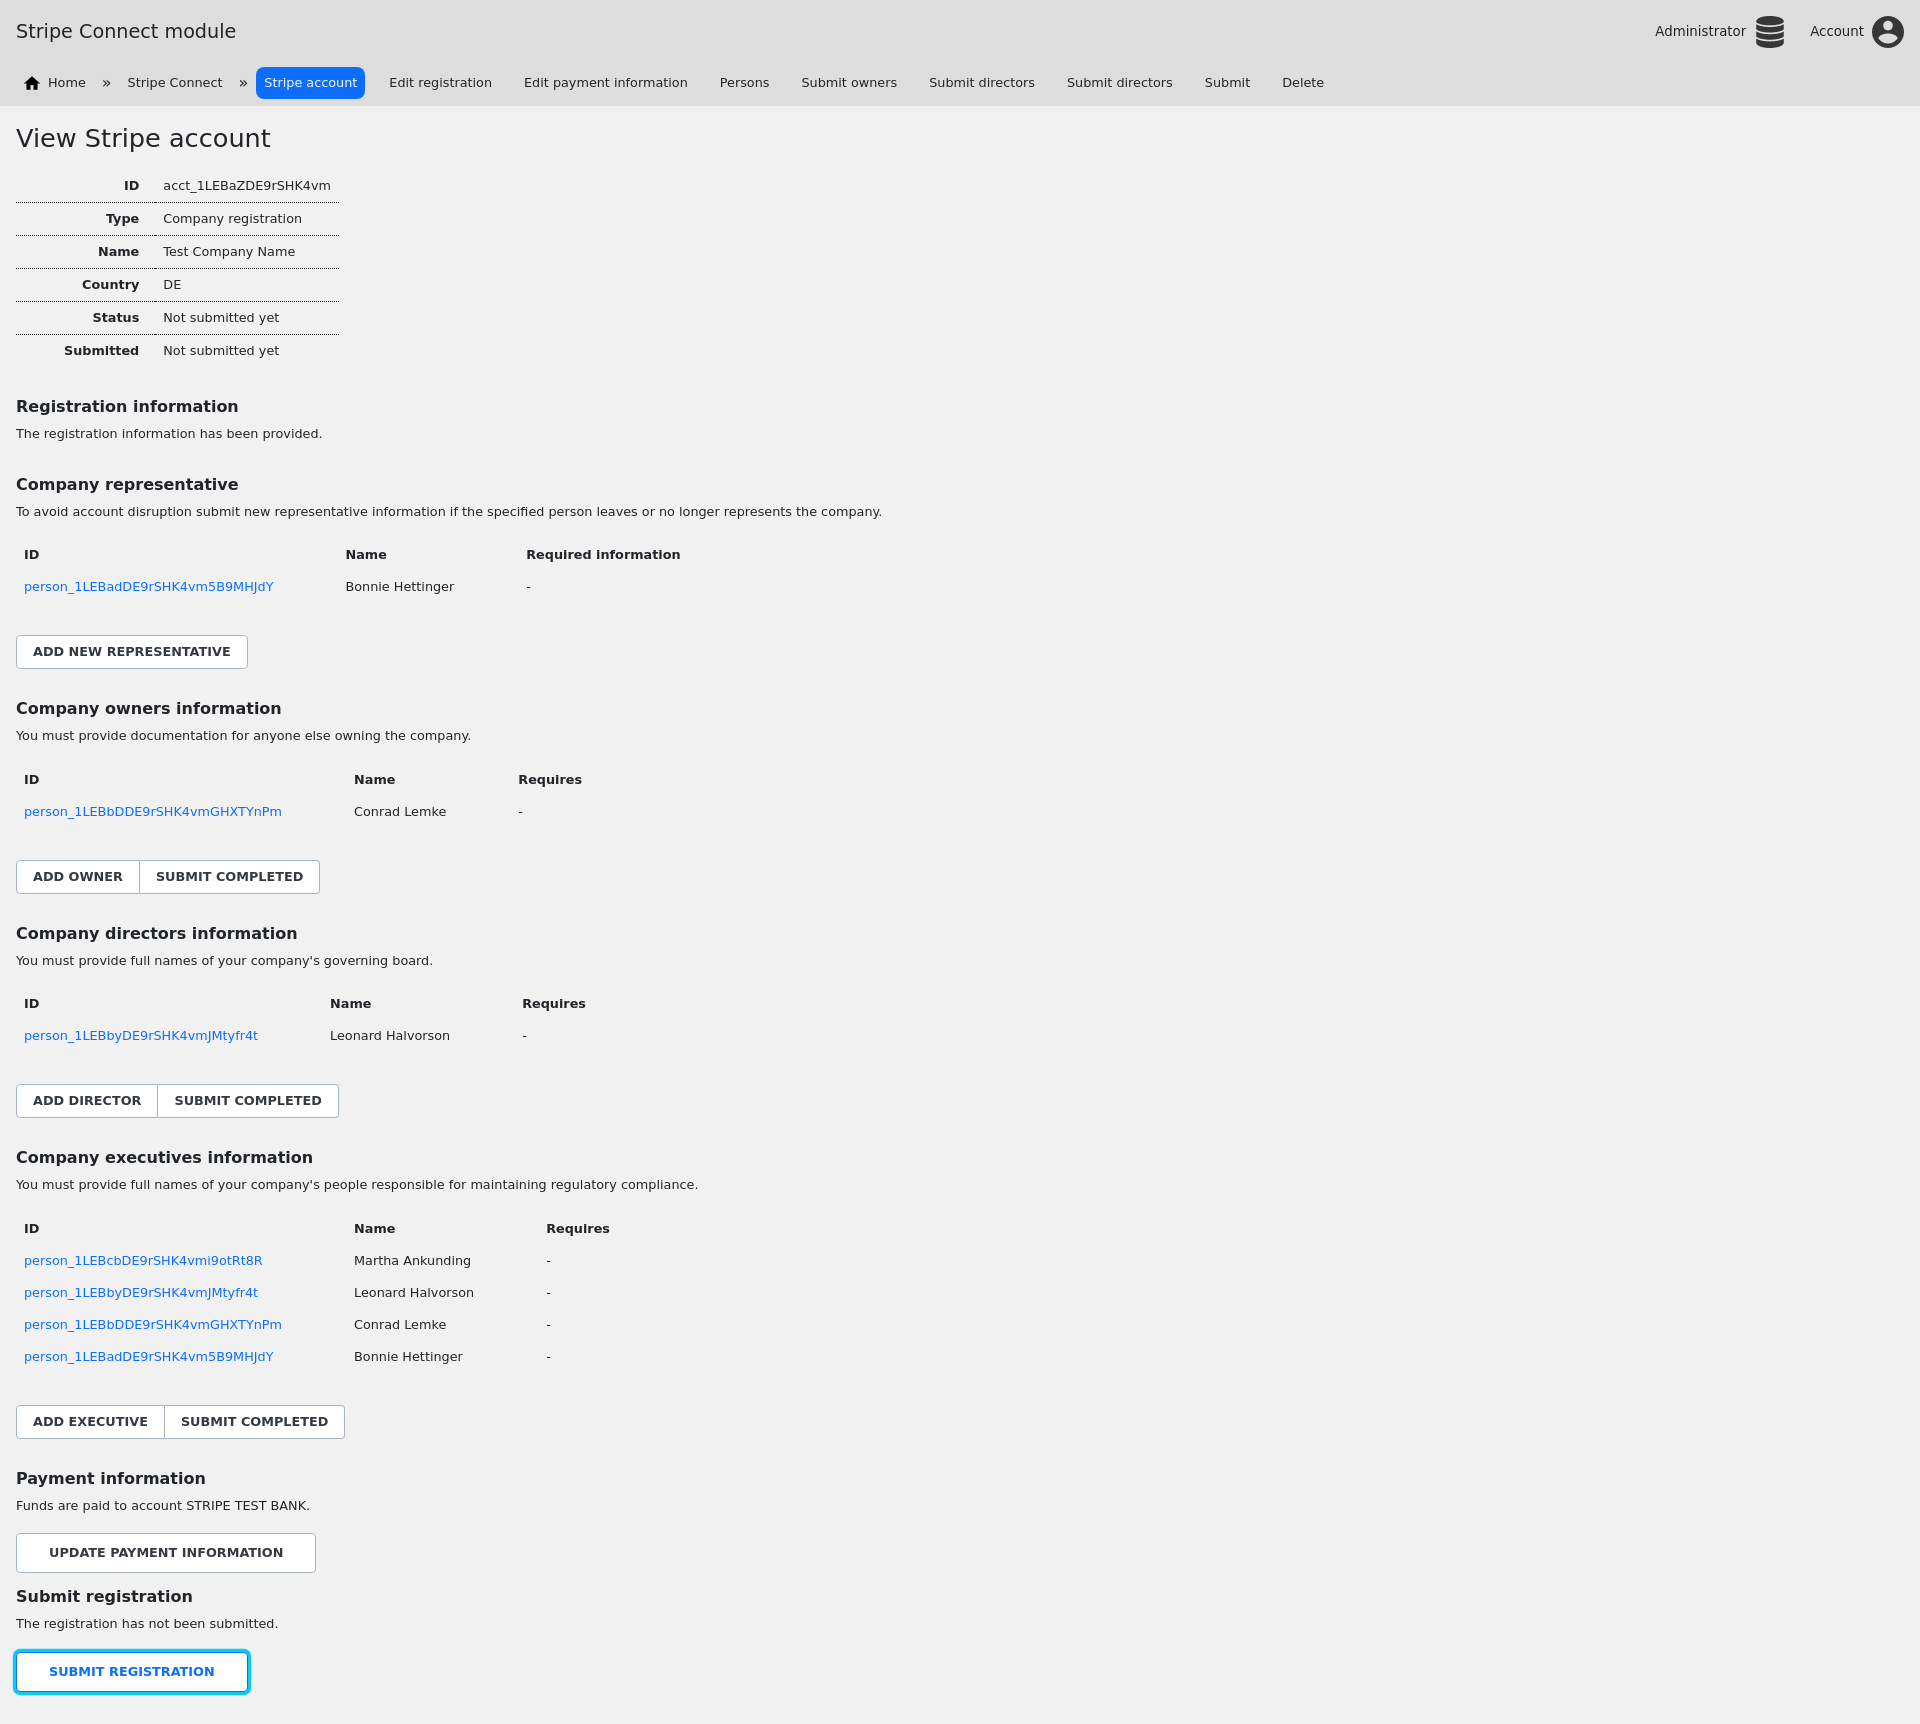 Stripe Connect module
Administrator
Account
Home » Stripe Connect » Stripe account Edit registration Edit payment information Persons Submit owners Submit directors Submit directors Submit Delete
View Stripe account
ID acct_1LEBaZDE9rSHK4vm
Type Company registration
Name Test Company Name
Country DE
Status Not submitted yet
Submitted Not submitted yet
Registration information
The registration information has been provided.
Company representative
To avoid account disruption submit new representative information if the specified person leaves or no longer represents the company.
ID Name Required information
person_1LEBadDE9rSHK4vm5B9MHJdY Bonnie Hettinger -
ADD NEW REPRESENTATIVE
Company owners information
You must provide documentation for anyone else owning the company.
ID Name Requires
person_1LEBbDDE9rSHK4vmGHXTYnPm Conrad Lemke -
ADD OWNER SUBMIT COMPLETED
Company directors information
You must provide full names of your company's governing board.
ID Name Requires
person_1LEBbyDE9rSHK4vmJMtyfr4t Leonard Halvorson -
ADD DIRECTOR SUBMIT COMPLETED
Company executives information
You must provide full names of your company's people responsible for maintaining regulatory compliance.
ID Name Requires
person_1LEBcbDE9rSHK4vmi9otRt8R Martha Ankunding -
person_1LEBbyDE9rSHK4vmJMtyfr4t Leonard Halvorson -
person_1LEBbDDE9rSHK4vmGHXTYnPm Conrad Lemke -
person_1LEBadDE9rSHK4vm5B9MHJdY Bonnie Hettinger -
ADD EXECUTIVE SUBMIT COMPLETED
Payment information
Funds are paid to account STRIPE TEST BANK.
UPDATE PAYMENT INFORMATION
Submit registration
The registration has not been submitted.
SUBMIT REGISTRATION